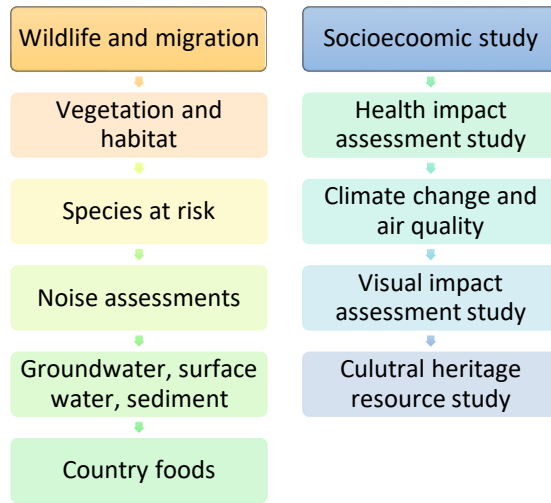 Wildlife and migration
Vegetation and
habitat
Species at risk
Noise assessments
Groundwater, surface
water, sediment
Country foods
Socioecoomic study
Health impact
assessment study
Climate change and
air quality
Visual impact
assessment study
Culutral heritage
resource study